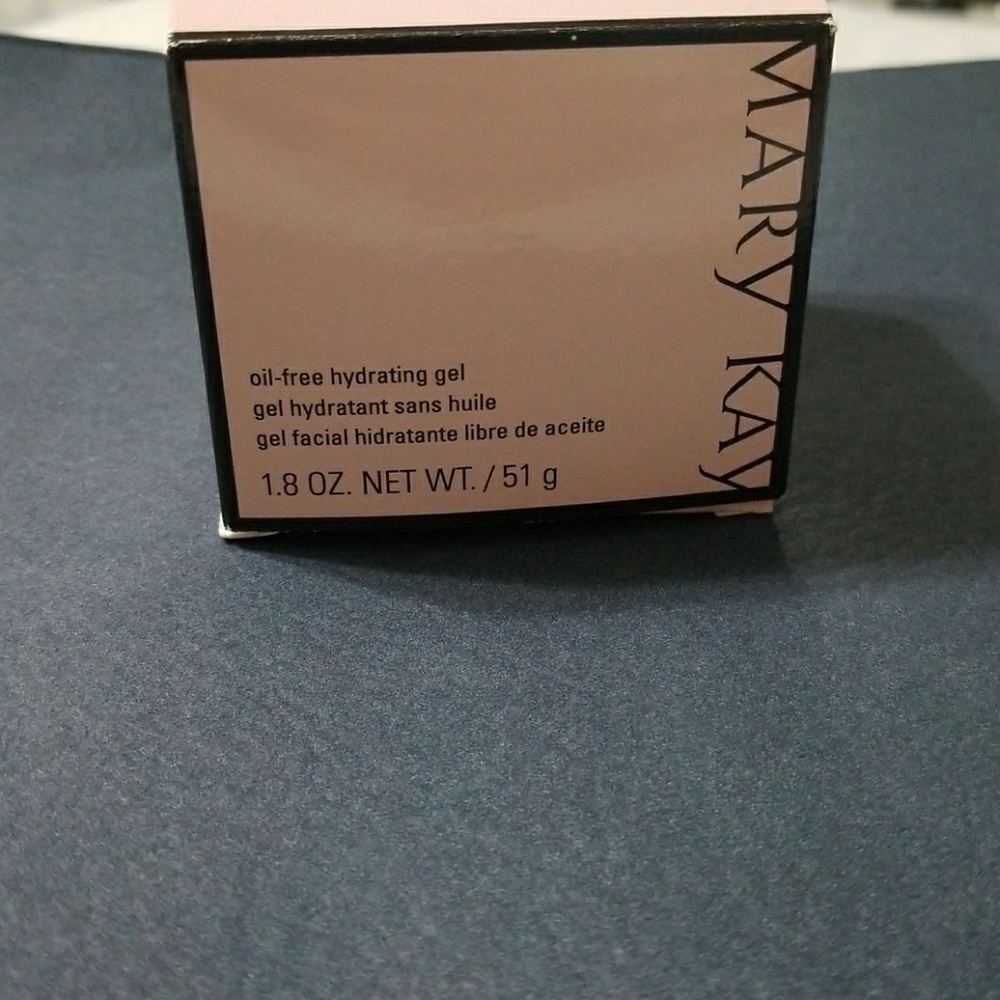 MARY KAY
oil-free hydrating gel
gel hydratant sans huile
gel facial hidratante libre de aceite
1.8 OZ. NET WT. / 51 g